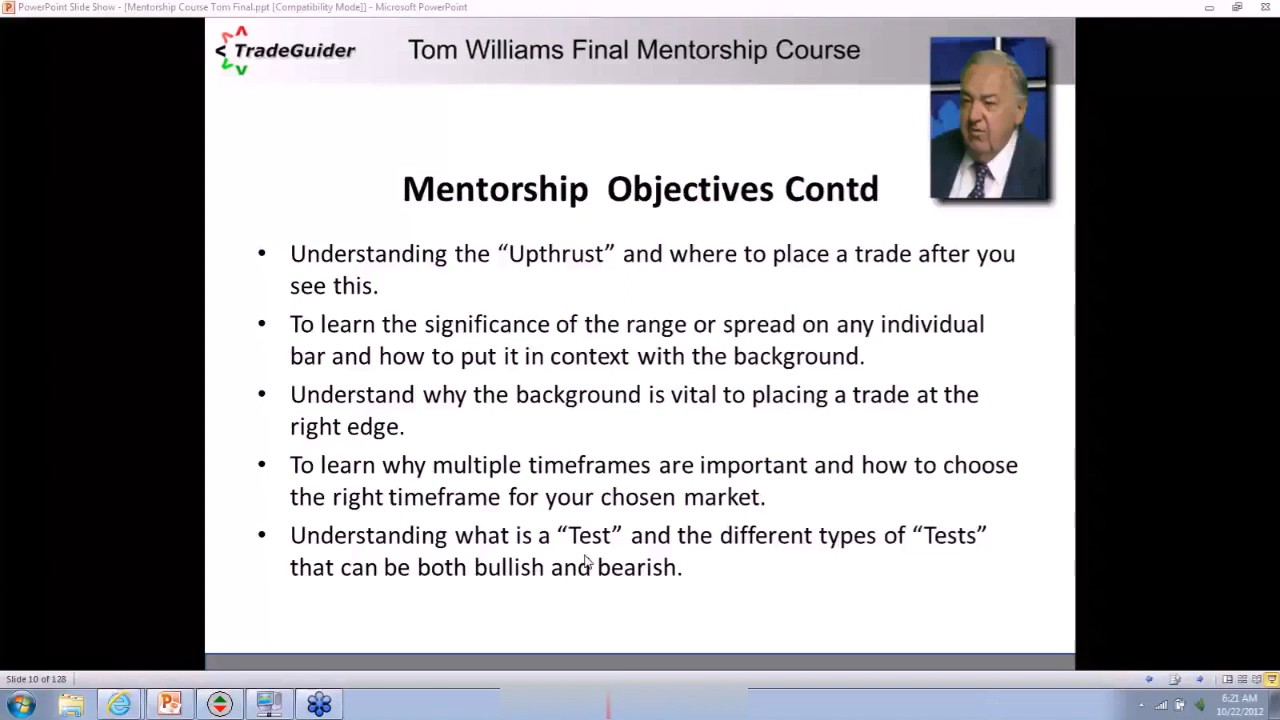 PowerPoint Slide Show - [Mentorship Course Tom Final.ppt [Compatibility Mode]] - Microsoft PowerPoint
TradeGuider
Tom Williams Final Mentorship Course
Mentorship Objectives Contd
• Understanding the “Upthrust” and where to place a trade after you
see this.
• To learn the significance of the range or spread on any individual
bar and how to put it in context with the background.
• Understand why the background is vital to placing a trade at the
right edge.
• To learn why multiple timeframes are important and how to choose
the right timeframe for your chosen market.
• Understanding what is a “Test” and the different types of “Tests”
that can be both bullish and bearish.
Slide 10 of 128
6:21 AM
10/22/2012